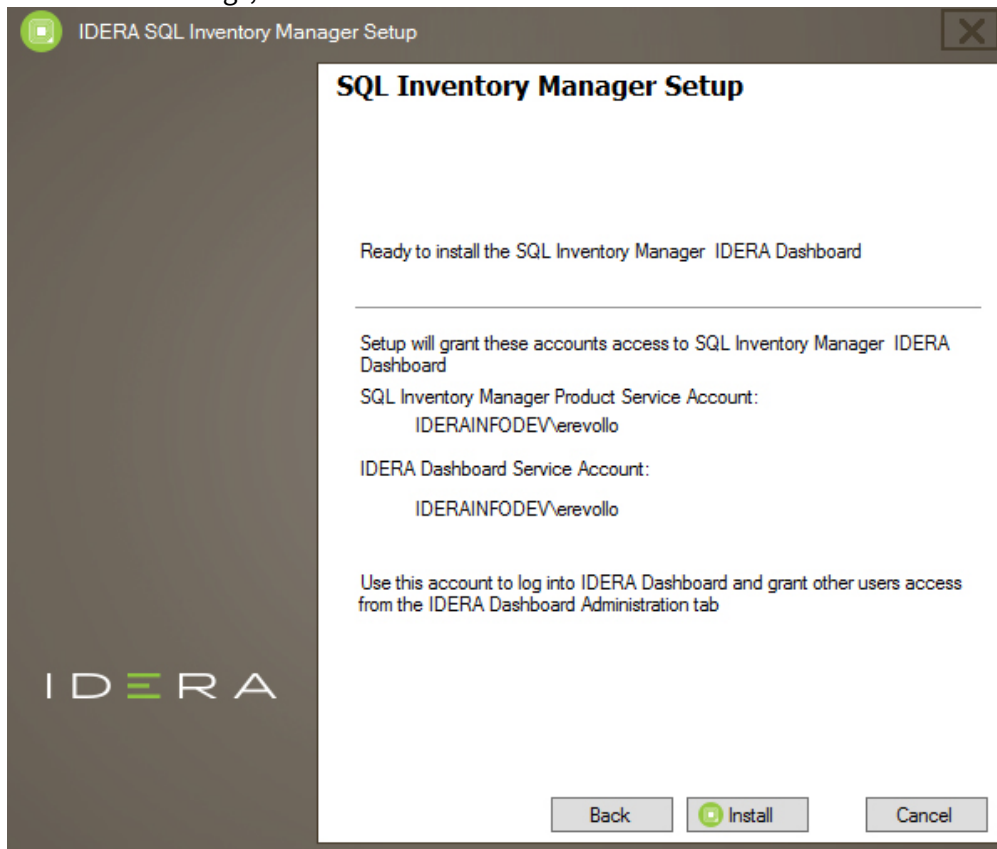 IDERA SQL Inventory Manager Setup
SQL Inventory Manager Setup
Ready to install the SQL Inventory Manager IDERA Dashboard
Setup will grant these accounts access to SQL Inventory Manager IDERA
Dashboard
SQL Inventory Manager Product Service Account:
IDERAINFODEV\erevollo
IDERA Dashboard Service Account:
IDERAINFODEV\erevollo
Use this account to log into IDERA Dashboard and grant other users access
from the IDERA Dashboard Administration tab
IDERA
Back
Install
Cancel